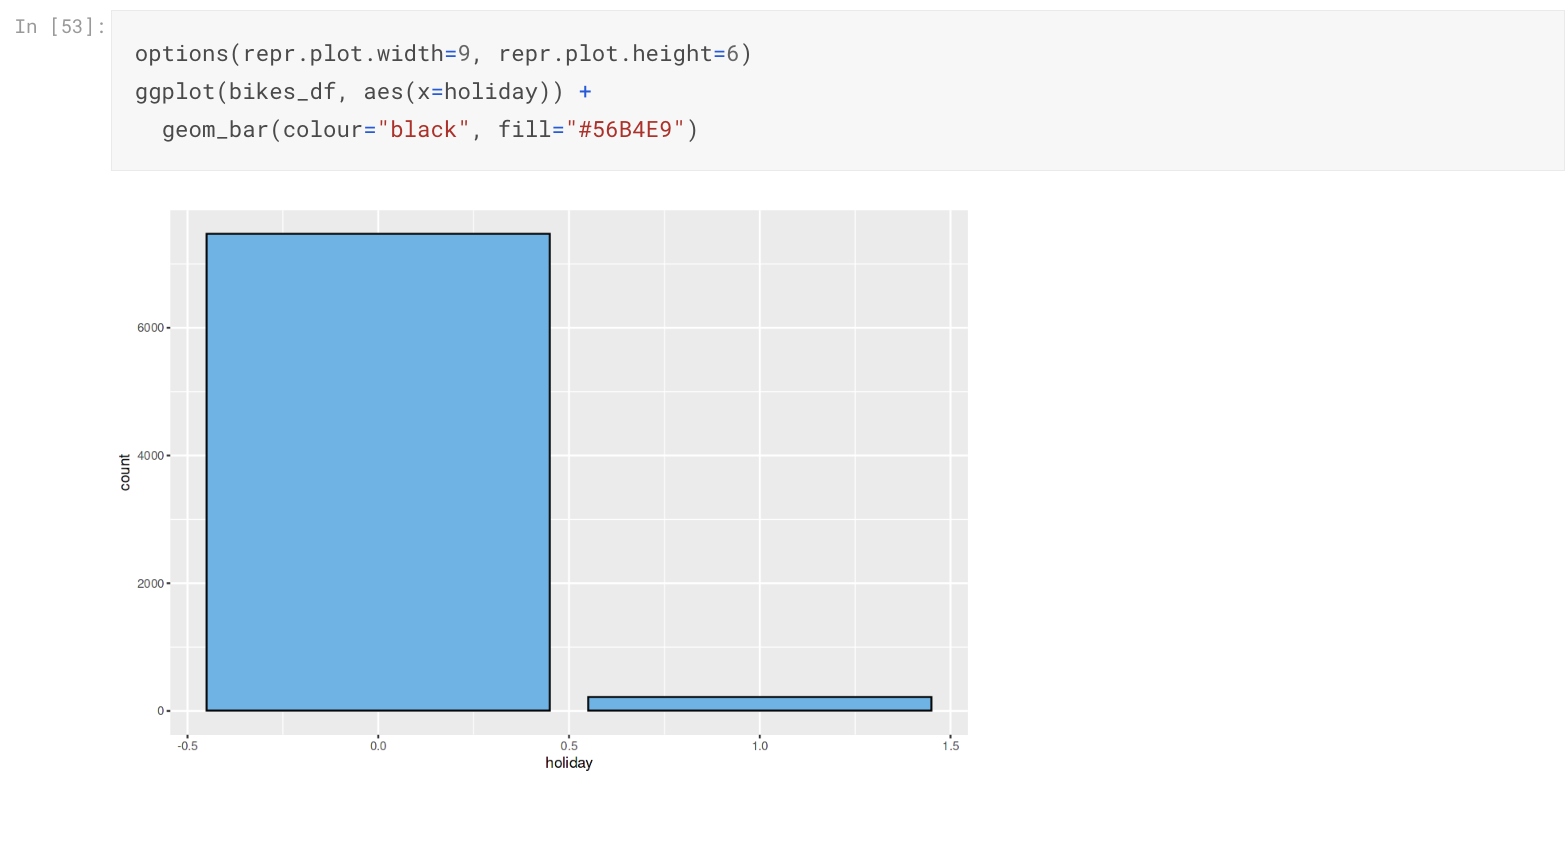 In [53]:
options(repr.plot.width=9, repr.plot.height=6)
ggplot(bikes_df, aes(x=holiday)) +
  geom_bar(colour="black", fill="#56B4E9")
6000
4000
2000
0
count
-0.5 0.0 0.5 1.0 1.5
holiday